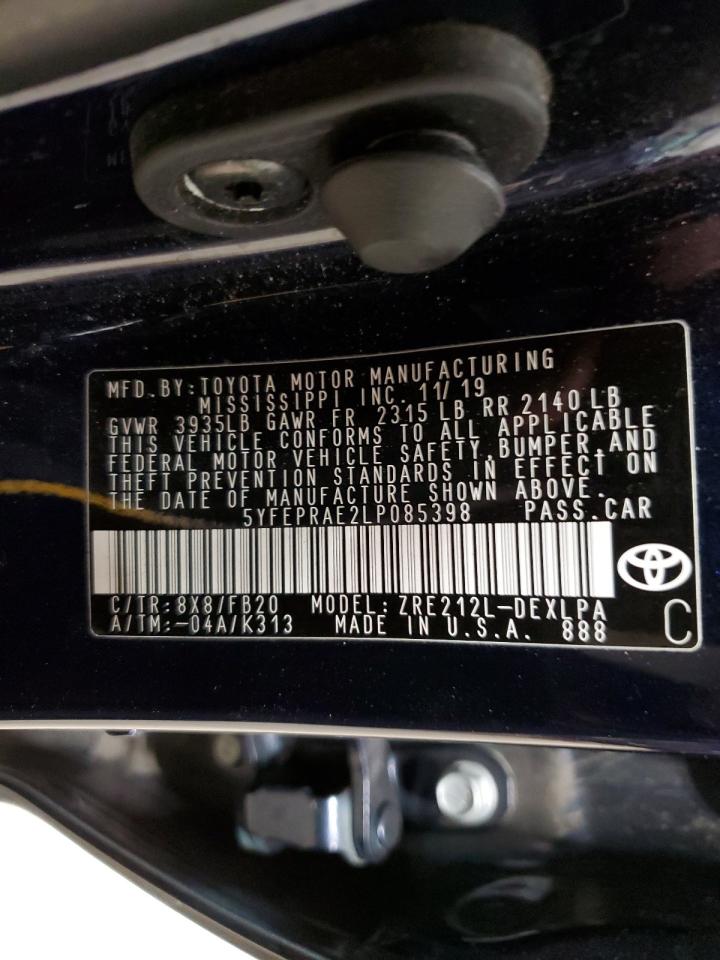 MFD.BY:TOYOTA MOTOR MANUFACTURING
MISSISSIPPI INC. 11/19
GVWR 3935LB GAWR FR 2315 LB RR 2140 LB
THIS VEHICLE CONFORMS TO ALL APPLICABLE
FEDERAL MOTOR VEHICLE SAFETY,BUMPER,AND
THEFT PREVENTION STANDARDS IN EFFECT ON
THE DATE OF MANUFACTURE SHOWN ABOVE.
5YFEPRAE2LP085398 PASS.CAR
C/TR:8X8/FB20 MODEL:ZRE212L-DEXLPA
A/TM:-04A/K313 MADE IN U.S.A. 888
C